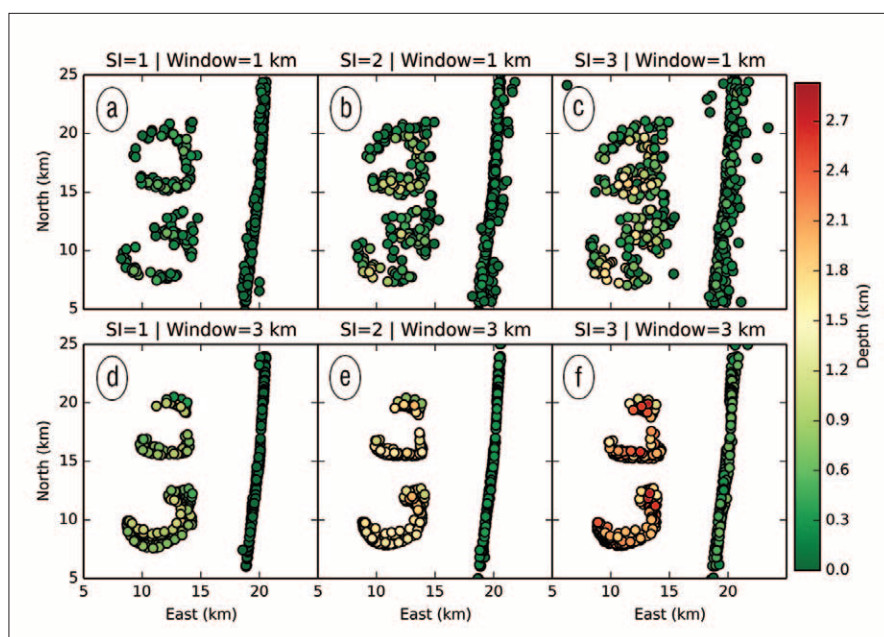 SI=1 | Window=1 km
SI=2 | Window=1 km
SI=3 | Window=1 km
a
b
c
25
20
15
10
5
North (km)
SI=1 | Window=3 km
SI=2 | Window=3 km
SI=3 | Window=3 km
d
e
f
25
20
15
10
5
North (km)
5 10 15 20
5 10 15 20
5 10 15 20 25
East (km)
East (km)
East (km)
2.7
2.4
2.1
1.8
1.5
1.2
0.9
0.6
0.3
0.0
Depth (km)